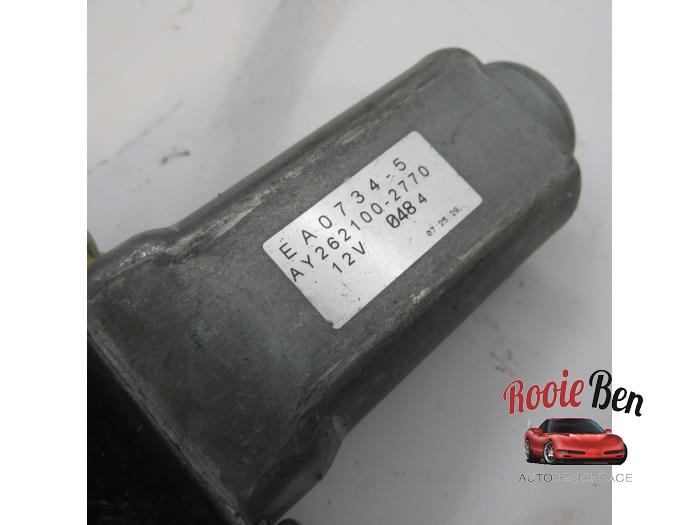 EA0734-5
AY262100-2770
12V 0484
07:25:29
Rooie Ben
AUTODEMONTAGE